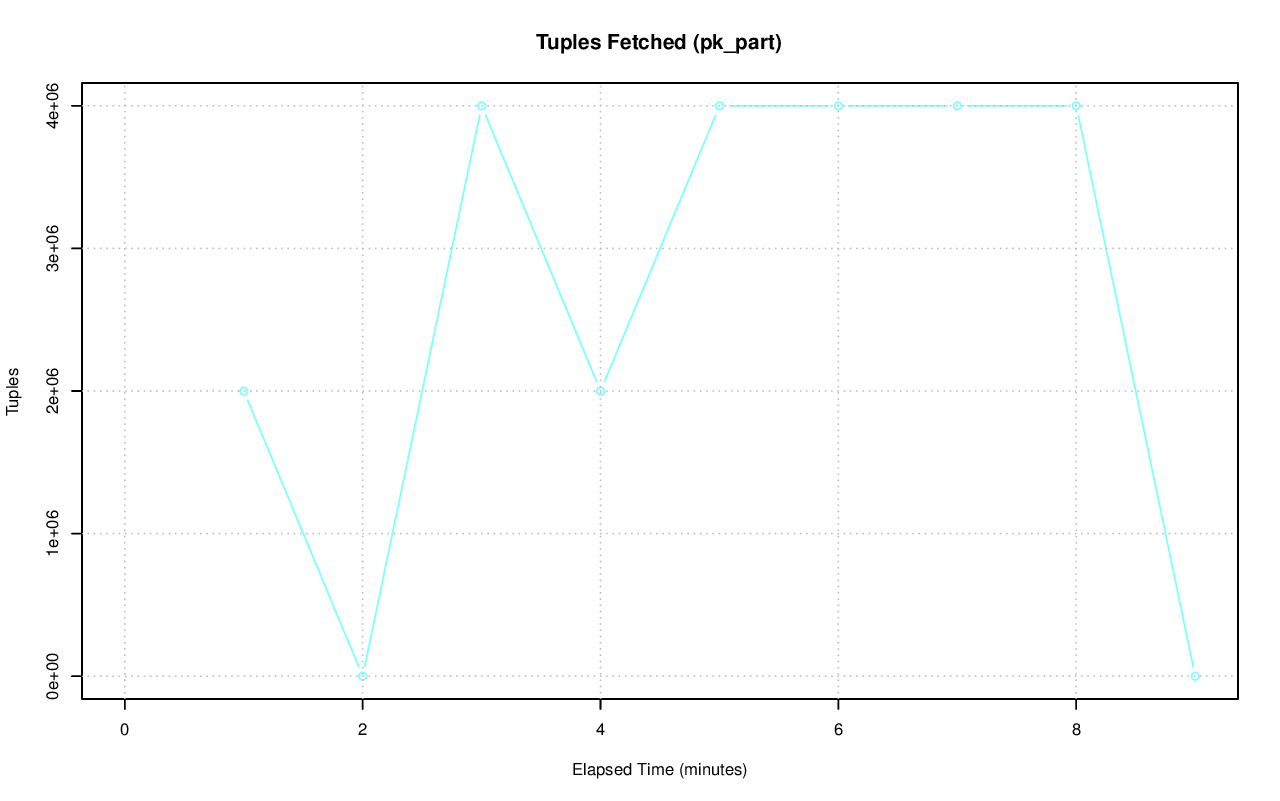 Tuples Fetched (pk_part)
4e+06
3e+06
2e+06
1e+06
0e+00
Tuples
0
2
4
6
8
Elapsed Time (minutes)